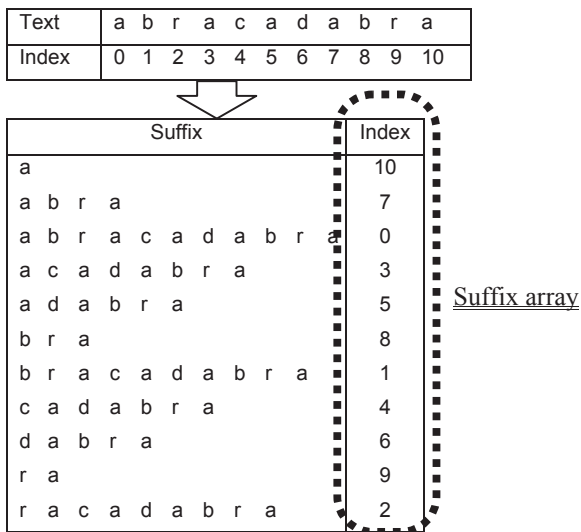 Text a b r a c a d a b r a
Index 0 1 2 3 4 5 6 7 8 9 10
Suffix Index
a 10
a b r a 7
a b r a c a d a b r a 0
a c a d a b r a 3
a d a b r a 5
Suffix array
b r a 8
b r a c a d a b r a 1
c a d a b r a 4
d a b r a 6
r a 9
r a c a d a b r a 2